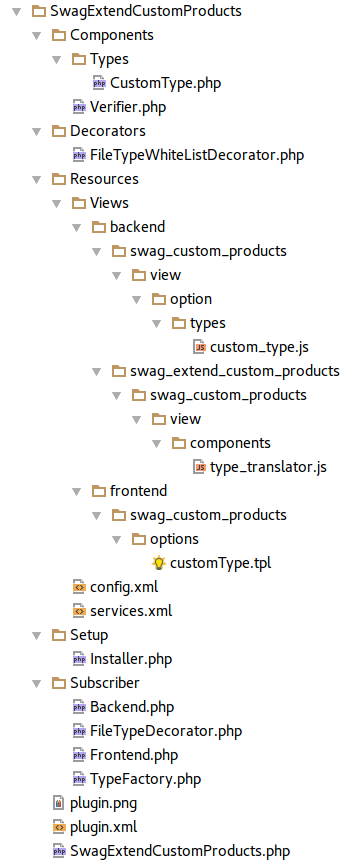 SwagExtendCustomProducts
Components
Types
CustomType.php
Verifier.php
Decorators
FileTypeWhiteListDecorator.php
Resources
Views
backend
swag_custom_products
view
option
types
custom_type.js
swag_extend_custom_products
swag_custom_products
view
components
type_translator.js
frontend
swag_custom_products
options
customType.tpl
config.xml
services.xml
Setup
Installer.php
Subscriber
Backend.php
FileTypeDecorator.php
Frontend.php
TypeFactory.php
plugin.png
plugin.xml
SwagExtendCustomProducts.php